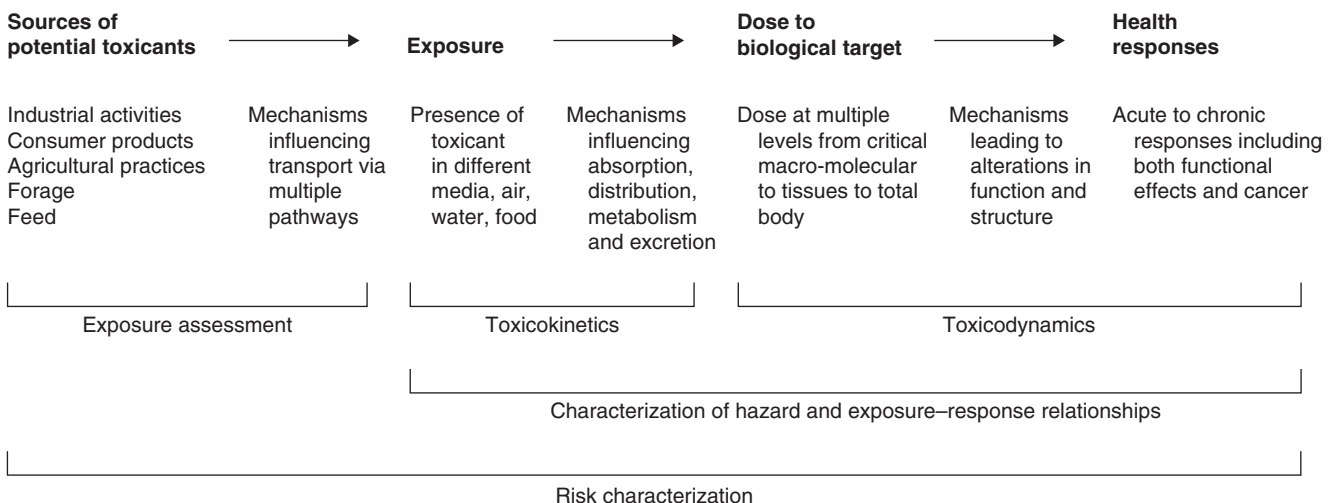 Sources of
potential toxicants
Exposure
Dose to
biological target
Health
responses
Industrial activities
Consumer products
Agricultural practices
Forage
Feed
Mechanisms
influencing
transport via
multiple
pathways
Presence of
toxicant
in different
media, air,
water, food
Mechanisms
influencing
absorption,
distribution,
metabolism
and excretion
Dose at multiple
levels from critical
macro-molecular
to tissues to total
body
Mechanisms
leading to
alterations in
function and
structure
Acute to chronic
responses including
both functional
effects and cancer
Exposure assessment
Toxicokinetics
Toxicodynamics
Characterization of hazard and exposure–response relationships
Risk characterization